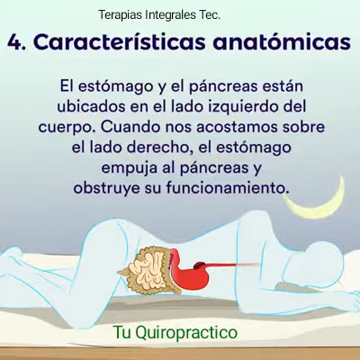 Terapias Integrales Tec.
4. Características anatómicas
El estómago y el páncreas están
ubicados en el lado izquierdo del
cuerpo. Cuando nos acostamos sobre
el lado derecho, el estómago
empuja al páncreas y
obstruye su funcionamiento.
Tu Quiropractico